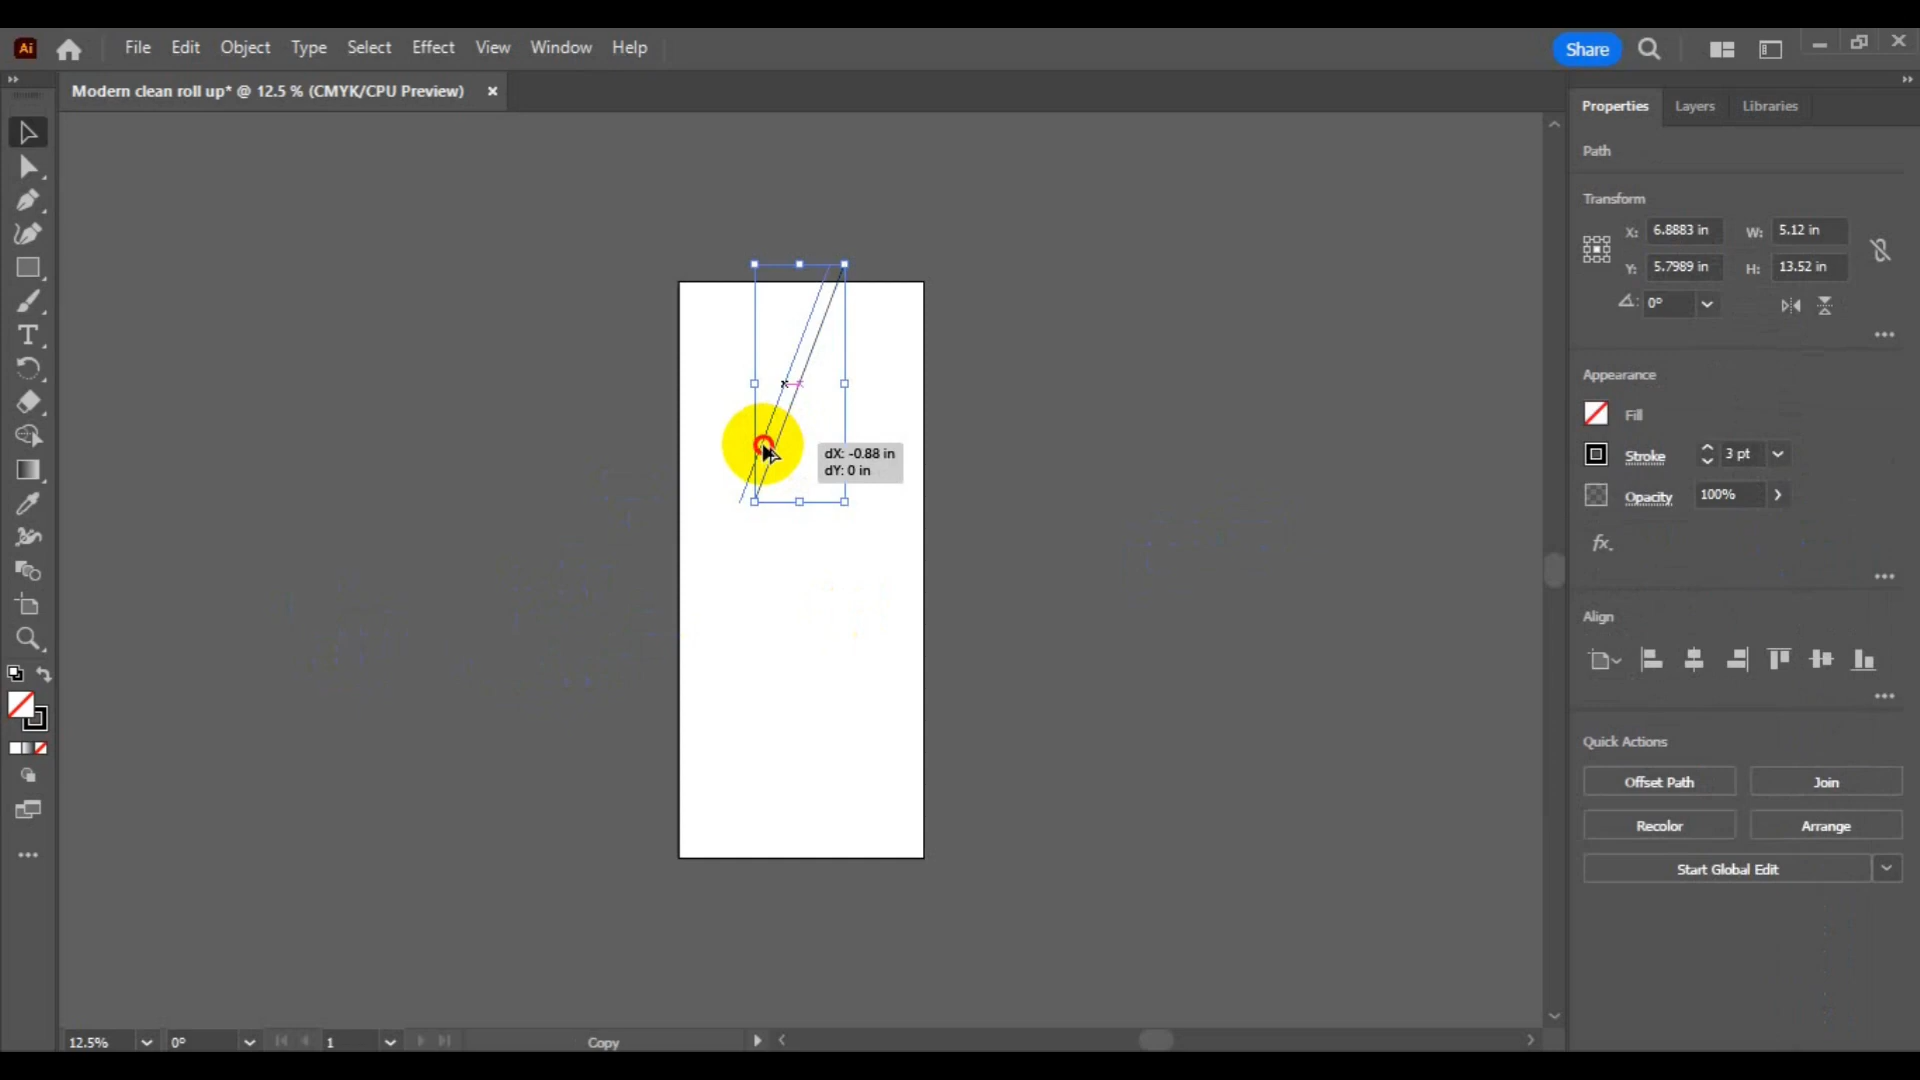 Ai File Edit Object Type Select Effect View Window Help Share
Modern clean roll up* @ 12.5 % (CMYK/CPU Preview) ×
Properties Layers Libraries
Path
Transform
X: 6.8883 in W: 5.12 in
Y: 5.7989 in H: 13.52 in
0°
Appearance
Fill
Stroke 3 pt
Opacity 100%
fx.
Align
Quick Actions
Offset Path Join
Recolor Arrange
Start Global Edit
dX: -0.88 in
dY: 0 in
12.5% 0° 1 Copy